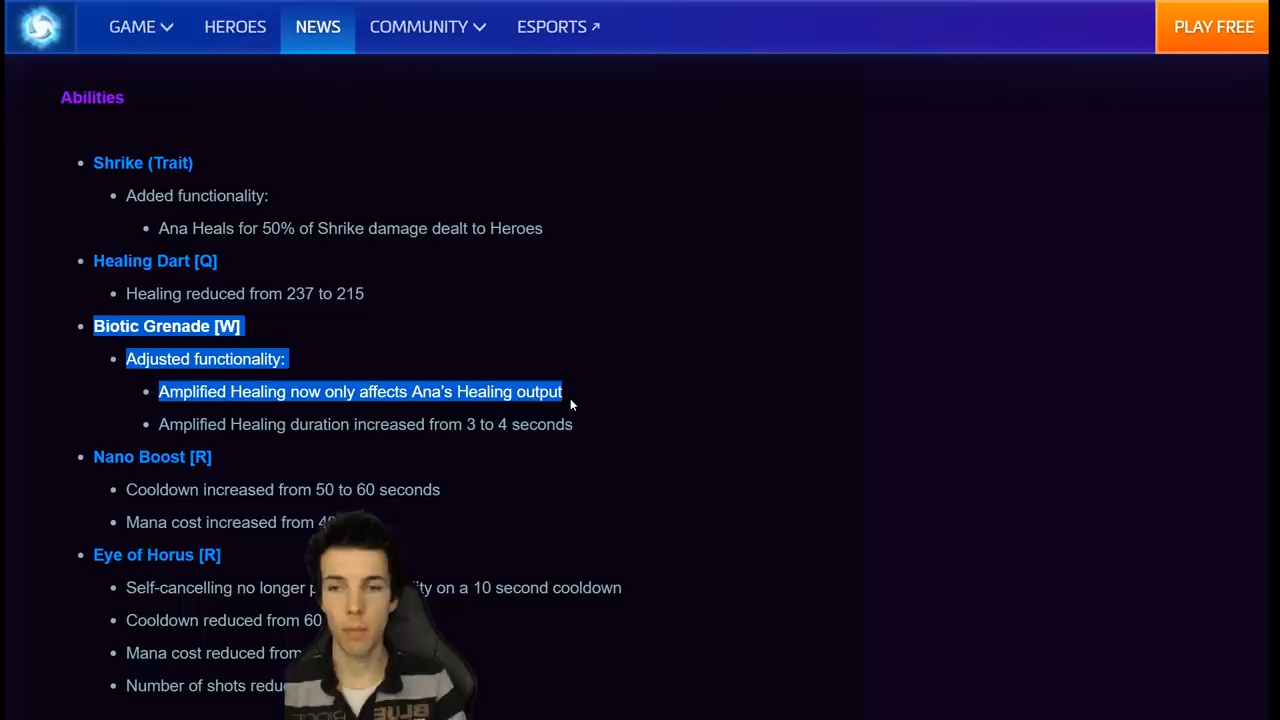 GAME HEROES NEWS COMMUNITY ESPORTS PLAY FREE
Abilities
Shrike (Trait)
Added functionality:
Ana Heals for 50% of Shrike damage dealt to Heroes
Healing Dart [Q]
Healing reduced from 237 to 215
Biotic Grenade [W]
Adjusted functionality:
Amplified Healing now only affects Ana's Healing output
Amplified Healing duration increased from 3 to 4 seconds
Nano Boost [R]
Cooldown increased from 50 to 60 seconds
Mana cost increased from
Eye of Horus [R]
Self-cancelling no longer on a 10 second cooldown
Cooldown reduced from 60
Mana cost reduced from
Number of shots